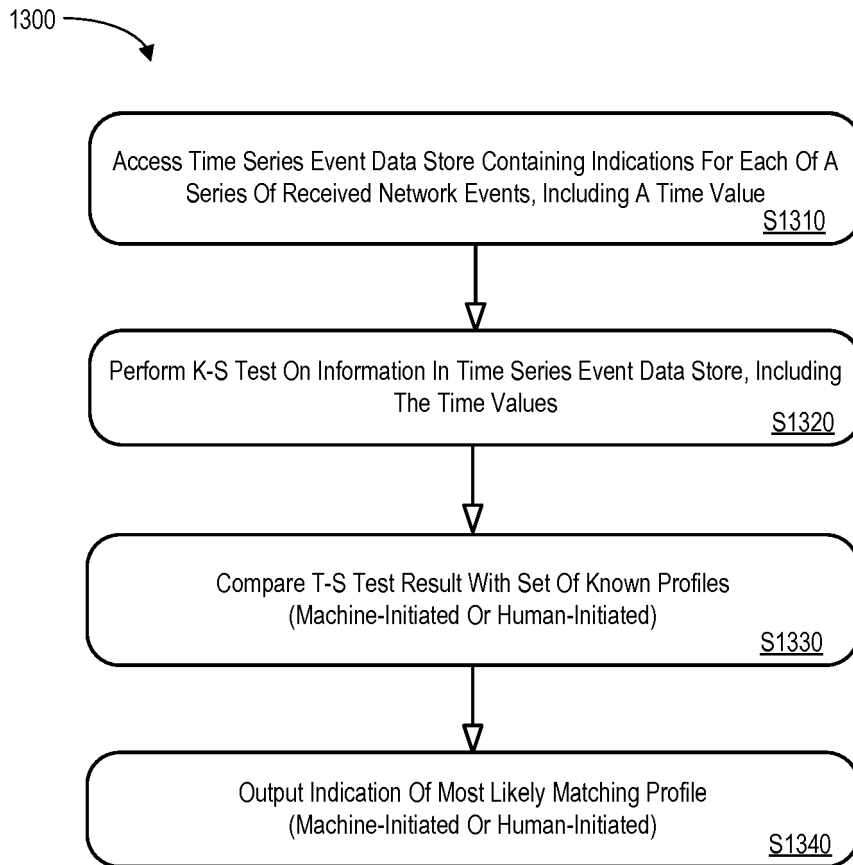 1300
Access Time Series Event Data Store Containing Indications For Each Of A
Series Of Received Network Events, Including A Time Value
S1310
Perform K-S Test On Information In Time Series Event Data Store, Including
The Time Values
S1320
Compare T-S Test Result With Set Of Known Profiles
(Machine-Initiated Or Human-Initiated)
S1330
Output Indication Of Most Likely Matching Profile
(Machine-Initiated Or Human-Initiated)
S1340